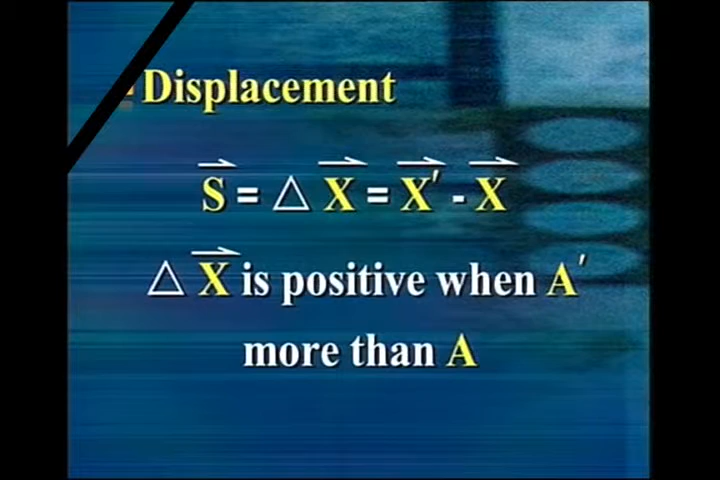 Displacement
S⃗ = △ X⃗ = X⃗′ - X⃗
△ X⃗ is positive when A′
more than A